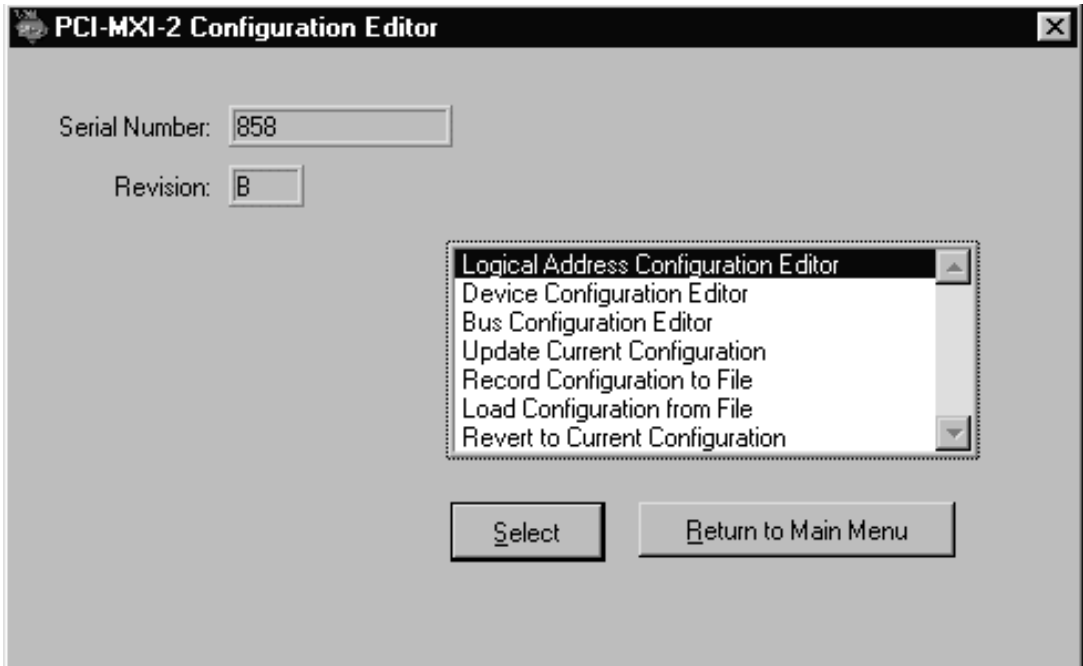 PCI-MXI-2 Configuration Editor
Serial Number: 858
Revision: B
Logical Address Configuration Editor
Device Configuration Editor
Bus Configuration Editor
Update Current Configuration
Record Configuration to File
Load Configuration from File
Revert to Current Configuration
Select Return to Main Menu